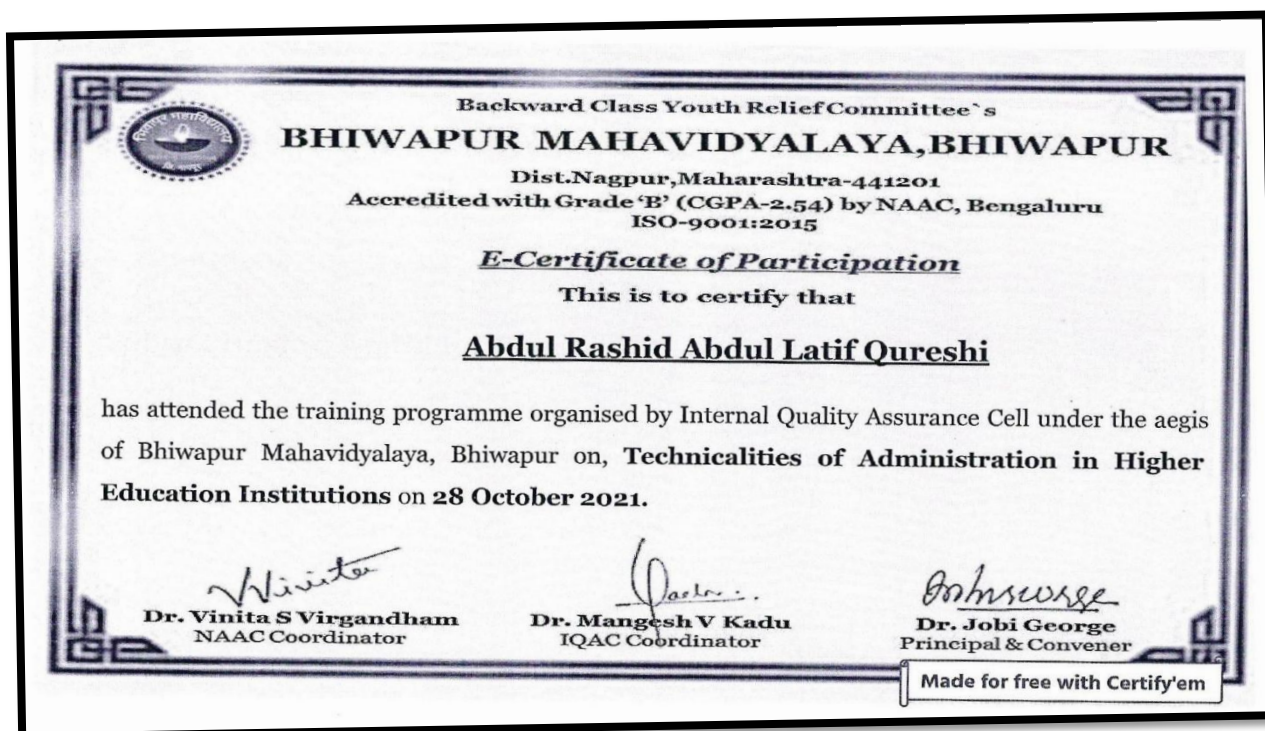 Backward Class Youth Relief Committee`s
BHIWAPUR MAHAVIDYALAYA,BHIWAPUR
Dist.Nagpur,Maharashtra-441201
Accredited with Grade ‘B’ (CGPA-2.54) by NAAC, Bengaluru
ISO-9001:2015
E-Certificate of Participation
This is to certify that
Abdul Rashid Abdul Latif Qureshi
has attended the training programme organised by Internal Quality Assurance Cell under the aegis
of Bhiwapur Mahavidyalaya, Bhiwapur on, Technicalities of Administration in Higher
Education Institutions on 28 October 2021.
Dr. Vinita S Virgandham
NAAC Coordinator
Dr. Mangesh V Kadu
IQAC Coordinator
Dr. Jobi George
Principal & Convener
Made for free with Certify'em